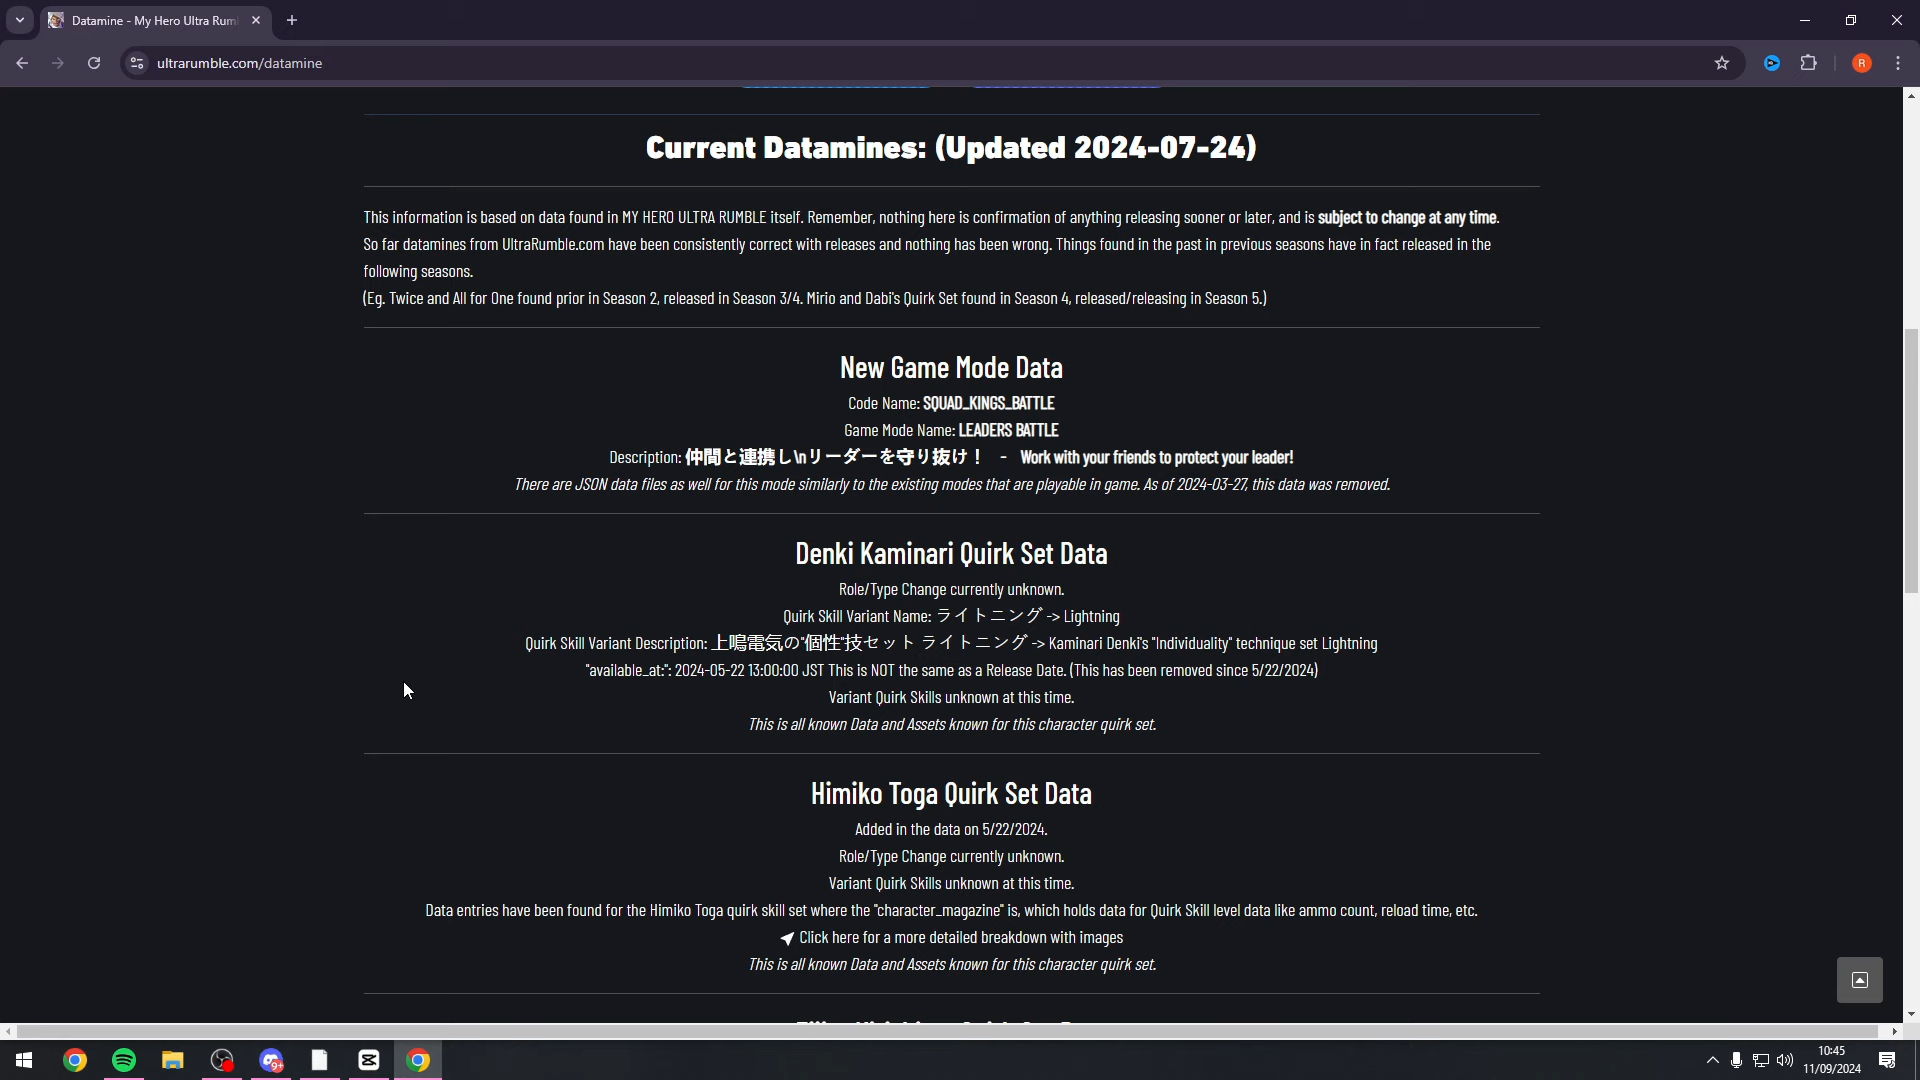 Datamine - My Hero Ultra Rum
ultrarumble.com/datamine
R
Current Datamines: (Updated 2024-07-24)
This information is based on data found in MY HERO ULTRA RUMBLE itself. Remember, nothing here is confirmation of anything releasing sooner or later, and is subject to change at any time.
So far datamines from UltraRumble.com have been consistently correct with releases and nothing has been wrong. Things found in the past in previous seasons have in fact released in the
following seasons.
(Eg. Twice and All for One found prior in Season 2, released in Season 3/4. Mirio and Dabi's Quirk Set found in Season 4, released/releasing in Season 5.)
New Game Mode Data
Code Name: SQUAD_KINGS_BATTLE
Game Mode Name: LEADERS BATTLE
Description: 仲間と連携し\nリーダーを守り抜け！ - Work with your friends to protect your leader!
There are JSON data files as well for this mode similarly to the existing modes that are playable in game. As of 2024-03-27, this data was removed.
Denki Kaminari Quirk Set Data
Role/Type Change currently unknown.
Quirk Skill Variant Name: ライトニング -> Lightning
Quirk Skill Variant Description: 上鳴電気の"個性"技セット ライトニング -> Kaminari Denki's "Individuality" technique set Lightning
"available_at:": 2024-05-22 13:00:00 JST This is NOT the same as a Release Date. (This has been removed since 5/22/2024)
Variant Quirk Skills unknown at this time.
This is all known Data and Assets known for this character quirk set.
Himiko Toga Quirk Set Data
Added in the data on 5/22/2024.
Role/Type Change currently unknown.
Variant Quirk Skills unknown at this time.
Data entries have been found for the Himiko Toga quirk skill set where the "character_magazine" is, which holds data for Quirk Skill level data like ammo count, reload time, etc.
Click here for a more detailed breakdown with images
This is all known Data and Assets known for this character quirk set.
9+
10:45
11/09/2024